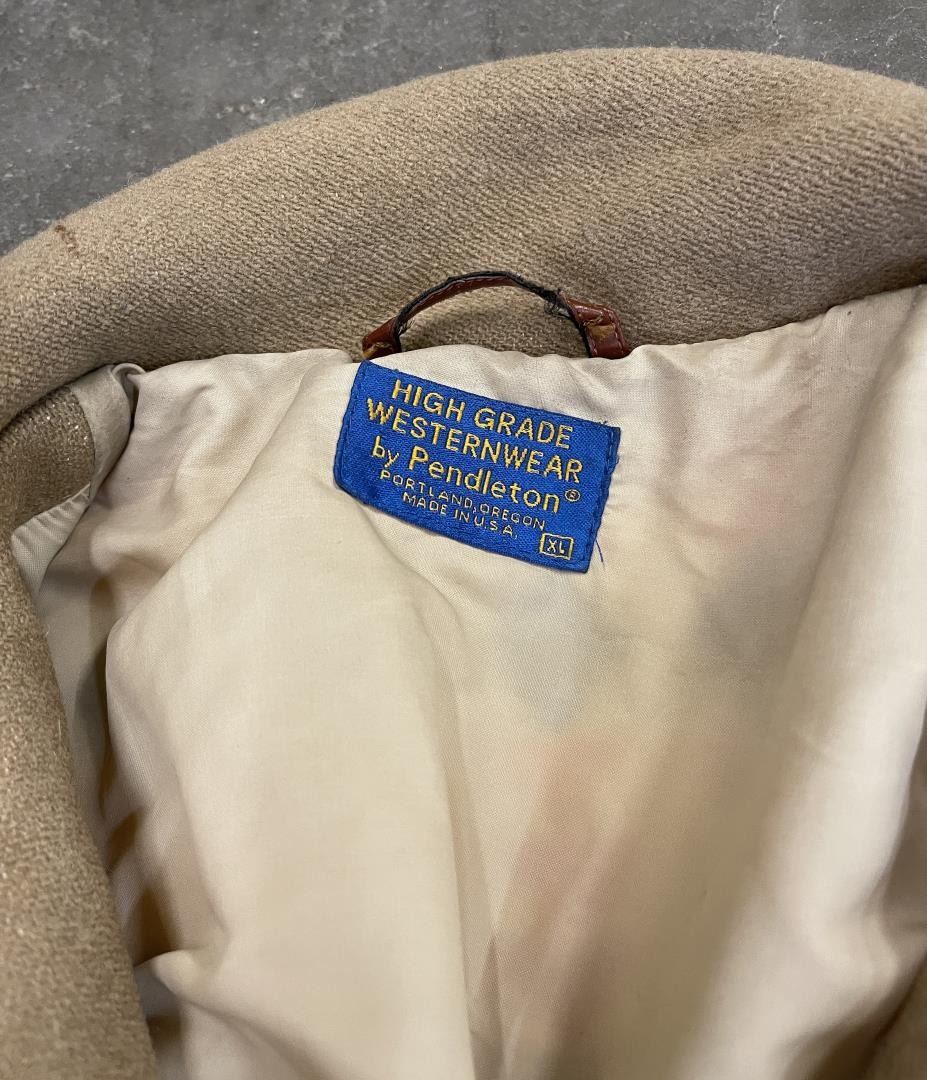 HIGH GRADE
WESTERNWEAR
by Pendleton®
PORTLAND, OREGON
MADE IN U.S.A.
XL